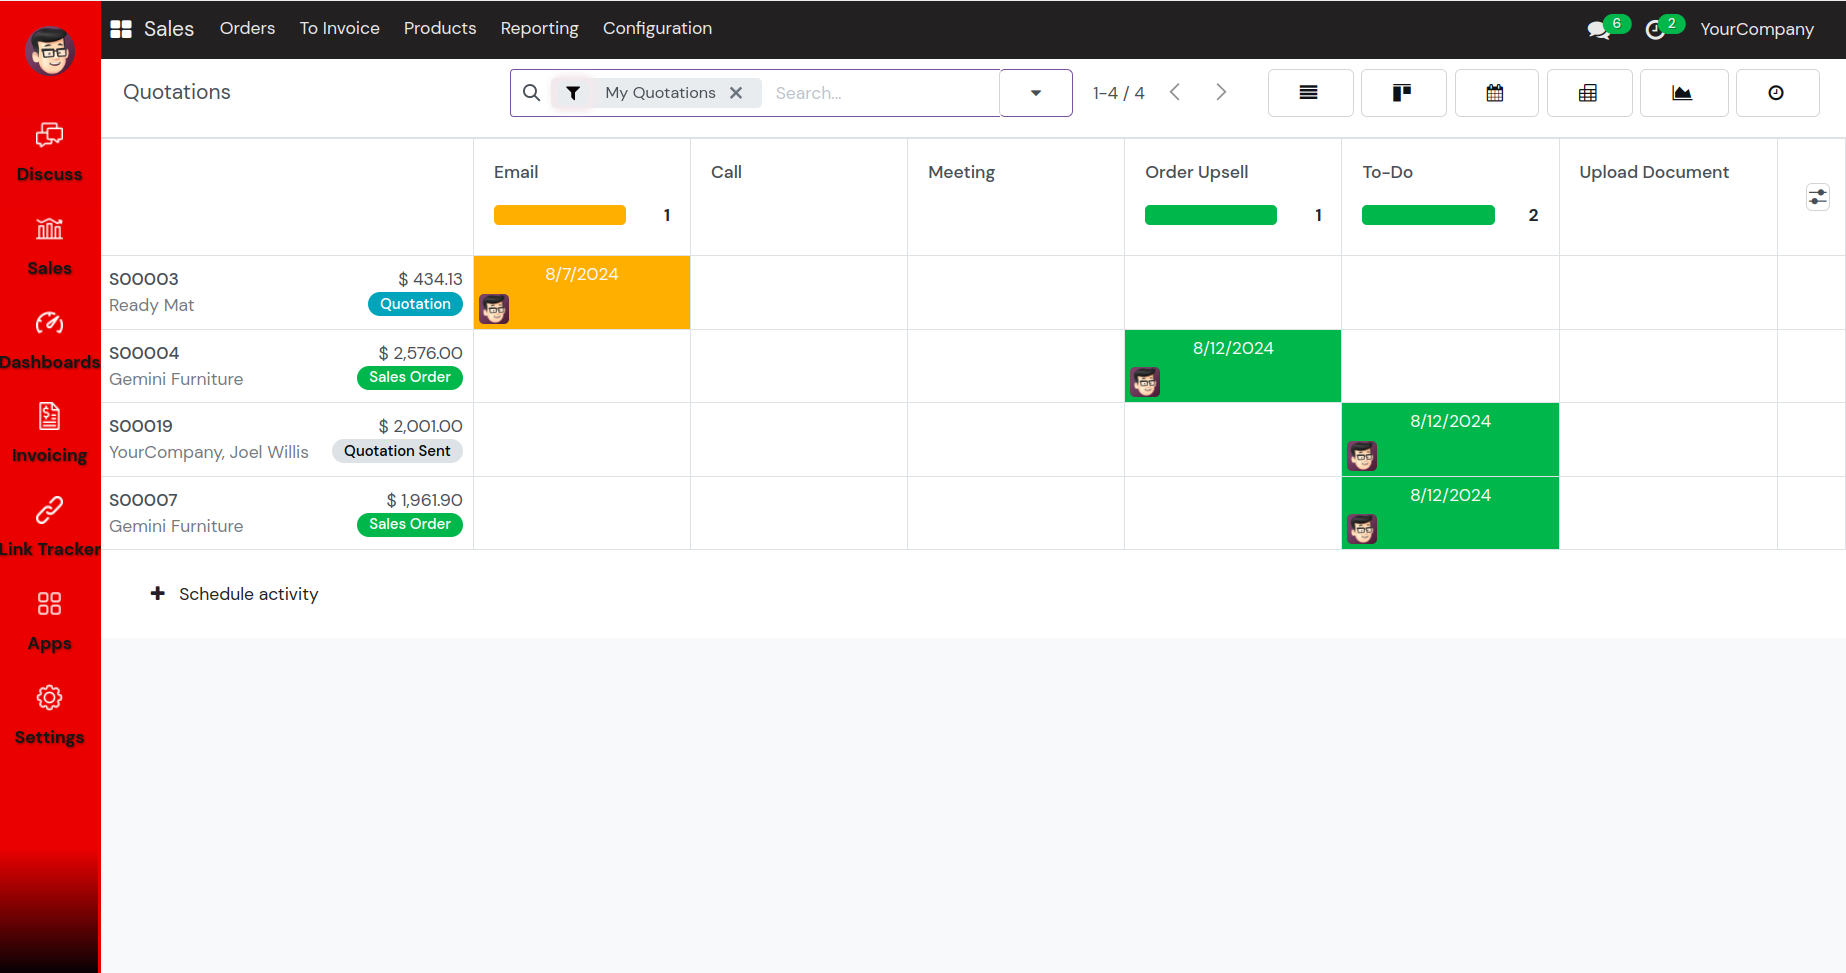 Sales Orders To Invoice Products Reporting Configuration 6 2 YourCompany
Discuss
Sales
Dashboards
Invoicing
Link Tracker
Apps
Settings
Quotations My Quotations Search... 1-4 / 4
Email Call Meeting Order Upsell To-Do Upload Document
1 1 2
S00003 $ 434.13 8/7/2024
Ready Mat Quotation
S00004 $ 2,576.00 8/12/2024
Gemini Furniture Sales Order
S00019 $ 2,001.00 8/12/2024
YourCompany, Joel Willis Quotation Sent
S00007 $ 1,961.90 8/12/2024
Gemini Furniture Sales Order
Schedule activity